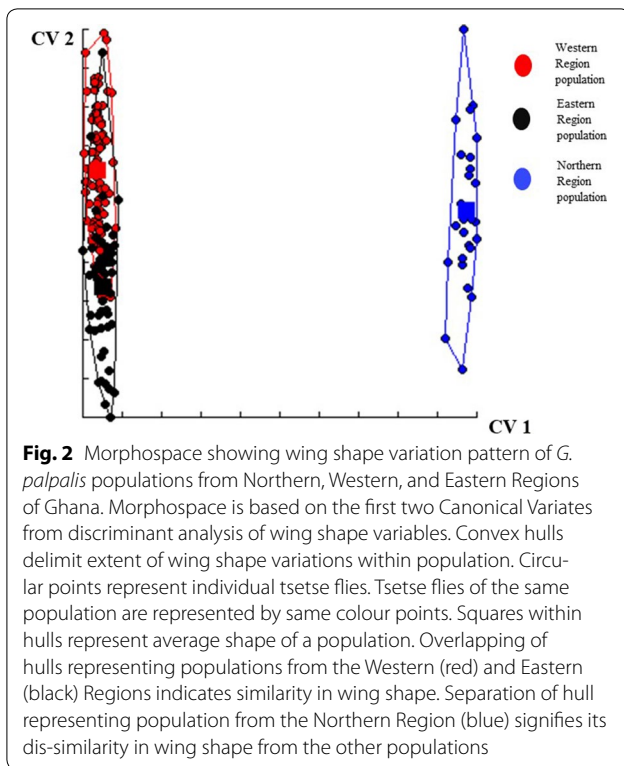 CV 2
Western
Region
population
Eastern
Region
population
Northern
Region
population
CV 1
Fig. 2 Morphospace showing wing shape variation pattern of G.
palpalis populations from Northern, Western, and Eastern Regions
of Ghana. Morphospace is based on the first two Canonical Variates
from discriminant analysis of wing shape variables. Convex hulls
delimit extent of wing shape variations within population. Circu-
lar points represent individual tsetse flies. Tsetse flies of the same
population are represented by same colour points. Squares within
hulls represent average shape of a population. Overlapping of
hulls representing populations from the Western (red) and Eastern
(black) Regions indicates similarity in wing shape. Separation of hull
representing population from the Northern Region (blue) signifies its
dis-similarity in wing shape from the other populations